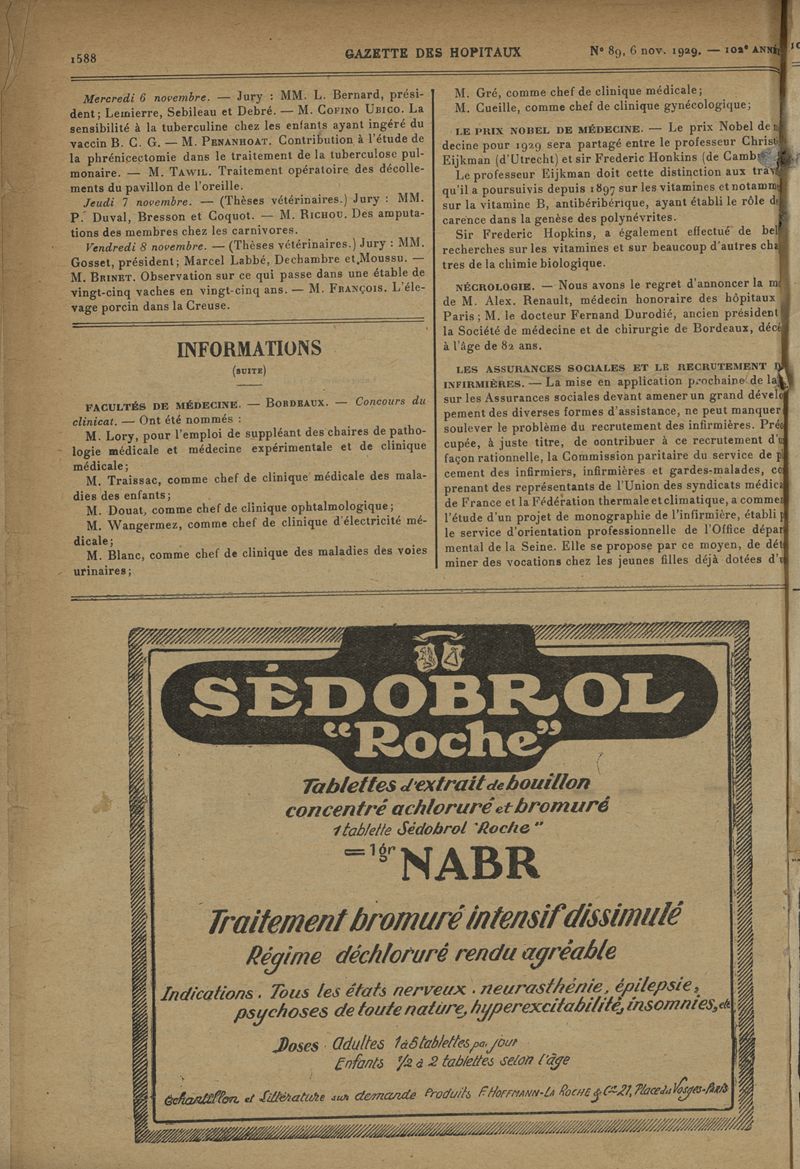 1588
GAZETTE DES HOPITAUX
N° 89, 6 nov. 1929. — 102e ANNÉ
Mercredi 6 novembre. — Jury : MM. L. Bernard, prési-
dent; Lemierre, Sebileau et Debré. — M. COFINO UBICO. La
sensibilité à la tuberculine chez les enfants ayant ingéré du
vaccin B. C. G. — M. PENANHOAT. Contribution à l'étude de
la phrénicectomie dans le traitement de la tuberculose pul-
monaire. — M. TAWIL. Traitement opératoire des décolle-
ments du pavillon de l'oreille.
Jeudi 7 novembre. — (Thèses vétérinaires.) Jury : MM.
P. Duval, Bresson et Coquot. — M. RICHOU. Des amputa-
tions des membres chez les carnivores.
Vendredi 8 novembre. — (Thèses vétérinaires.) Jury : MM.
Gosset, président; Marcel Labbé, Dechambre et Moussu. —
M. BRINET. Observation sur ce qui passe dans une étable de
vingt-cinq vaches en vingt-cinq ans. — M. FRANÇOIS. L'éle-
vage porcin dans la Creuse.
INFORMATIONS
(SUITE)
FACULTÉS DE MÉDECINE. — BORDEAUX. — Concours du
clinicat. — Ont été nommés :
M. Lory, pour l'emploi de suppléant des chaires de patho-
logie médicale et médecine expérimentale et de clinique
médicale;
M. Traissac, comme chef de clinique médicale des mala-
dies des enfants;
M. Douat, comme chef de clinique ophtalmologique;
M. Wangermez, comme chef de clinique d'électricité mé-
dicale;
M. Blanc, comme chef de clinique des maladies des voies
urinaires;
M. Gré, comme chef de clinique médicale;
M. Cueille, comme chef de clinique gynécologique;
LE PRIX NOBEL DE MÉDECINE. — Le prix Nobel de
decine pour 1929 sera partagé entre le professeur Christ
Eijkman (d'Utrecht) et sir Frederic Honkins (de Camb
Le professeur Eijkman doit cette distinction aux trav
qu'il a poursuivis depuis 1897 sur les vitamines et notamm
sur la vitamine B, antibéribérique, ayant établi le rôle d
carence dans la genèse des polynévrites.
Sir Frederic Hopkins, a également effectué de bel
recherches sur les vitamines et sur beaucoup d'autres cha
tres de la chimie biologique.
NÉCROLOGIE. — Nous avons le regret d'annoncer la m
de M. Alex. Renault, médecin honoraire des hôpitaux
Paris; M. le docteur Fernand Durodié, ancien président
la Société de médecine et de chirurgie de Bordeaux, décé
à l'âge de 82 ans.
LES ASSURANCES SOCIALES ET LE RECRUTEMENT D
INFIRMIÈRES. — La mise en application prochaine de la
sur les Assurances sociales devant amener un grand dévelo
pement des diverses formes d'assistance, ne peut manquer
soulever le problème du recrutement des infirmières. Préo
cupée, à juste titre, de contribuer à ce recrutement d'u
façon rationnelle, la Commission paritaire du service de p
cement des infirmiers, infirmières et gardes-malades, co
prenant des représentants de l'Union des syndicats médica
de France et la Fédération thermale et climatique, a commen
l'étude d'un projet de monographie de l'infirmière, établi p
le service d'orientation professionnelle de l'Office dépar
mental de la Seine. Elle se propose par ce moyen, de dét
miner des vocations chez les jeunes filles déjà dotées d'u
SÉDOBROL
"Roche"
Tablettes d'extrait de bouillon
concentré achloruré et bromuré
1 tablette Sédobrol "Roche"
=1gr NABR
Traitement bromuré intensif dissimulé
Régime déchloruré rendu agréable
Indications. Tous les états nerveux. neurasthénie, épilepsie,
psychoses de toute nature, hyperexcitabilité, insomnies, etc
Doses Adultes 1 à 5 tablettes par jour
Enfants ½ à 2 tablettes selon l'âge
Échantillon et Littérature sur demande Produits F. HOFFMANN-LA ROCHE & Cie 21, Place des Vosges-Paris